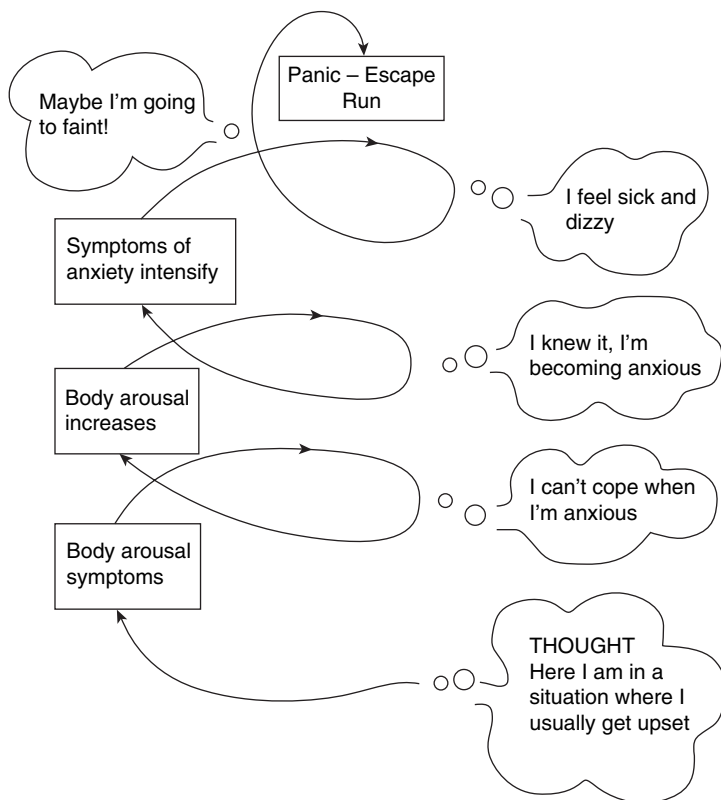 Panic – Escape
Run
Maybe I'm going
to faint!
I feel sick and
dizzy
Symptoms of
anxiety intensify
I knew it, I'm
becoming anxious
Body arousal
increases
I can't cope when
I'm anxious
Body arousal
symptoms
THOUGHT
Here I am in a
situation where I
usually get upset